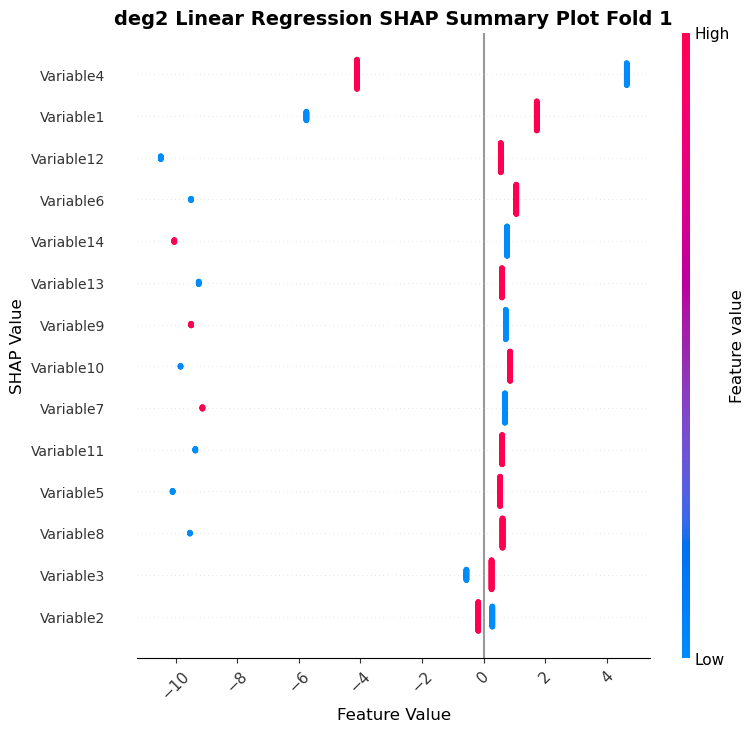 deg2 Linear Regression SHAP Summary Plot Fold 1
High
Variable4
Variable1
Variable12
Variable6
Variable14
Variable13
Variable9
Variable10
Variable7
Variable11
Variable5
Variable8
Variable3
Variable2
SHAP Value
Feature value
Low
−10
−8
−6
−4
−2
0
2
4
Feature Value